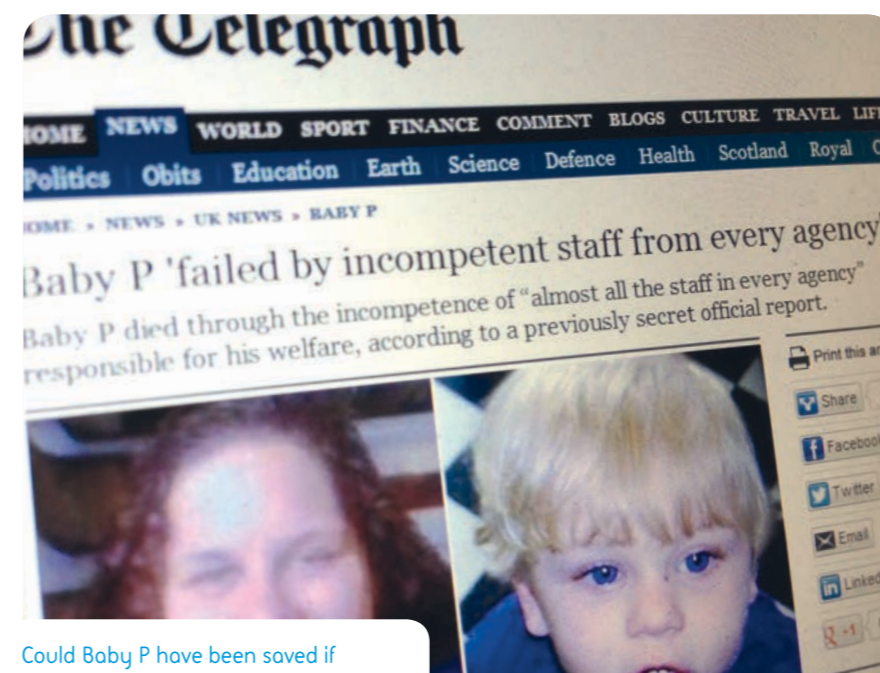 The Telegraph
HOME NEWS WORLD SPORT FINANCE COMMENT BLOGS CULTURE TRAVEL
Politics Obits Education Earth Science Defence Health Scotland Royal
HOME » NEWS » UK NEWS » BABY P
Baby P 'failed by incompetent staff from every agency'
Baby P died through the incompetence of “almost all the staff in every agency”
responsible for his welfare, according to a previously secret official report.
Print this
Share
Facebook
Twitter
Email
Linked
+1
Could Baby P have been saved if